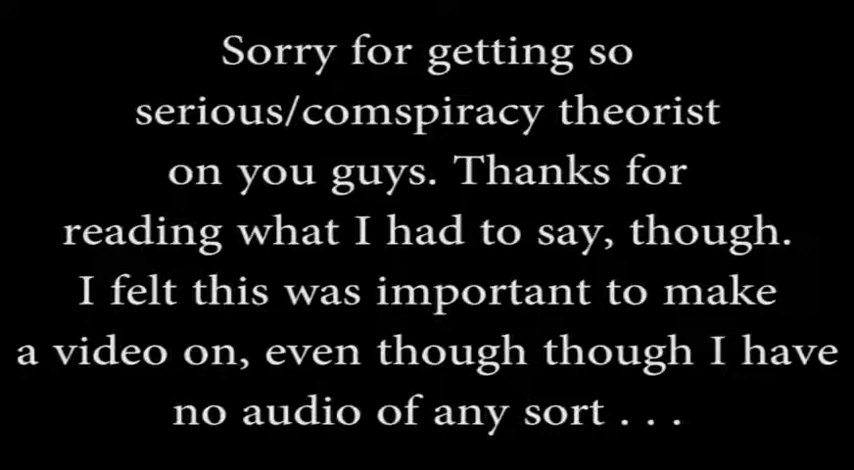 Sorry for getting so
serious/comspiracy theorist
on you guys. Thanks for
reading what I had to say, though.
I felt this was important to make
a video on, even though though I have
no audio of any sort . . .